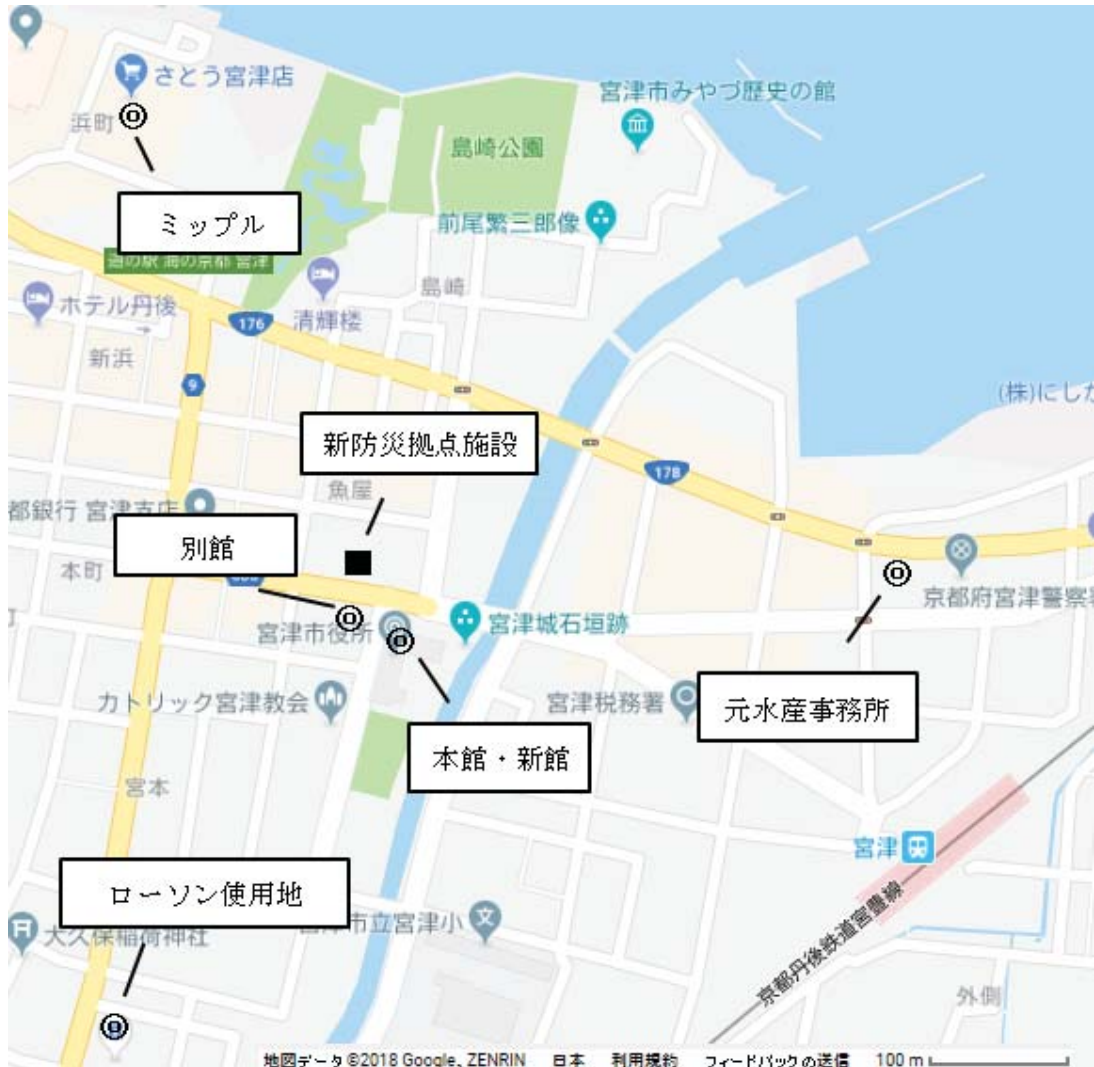 さとう宮津店
浜町
宮津市みやづ歴史の館
島崎公園
ミップル
前尾繁三郎像
道の駅 海の京都 宮津
島崎
ホテル丹後
176
清輝楼
新浜
9
(株)にしか
新防災拠点施設
178
魚屋
都銀行 宮津支店
別館
本町
町
宮津市役所
宮津城石垣跡
京都府宮津警察署
カトリック宮津教会
宮津税務署
元水産事務所
本館・新館
宮本
宮津
ローソン使用地
市立宮津小
大久保稲荷神社
京都丹後鉄道宮豊線
外側
地図データ©2018 Google、ZENRIN 日本 利用規約 フィードバックの送信 100 m